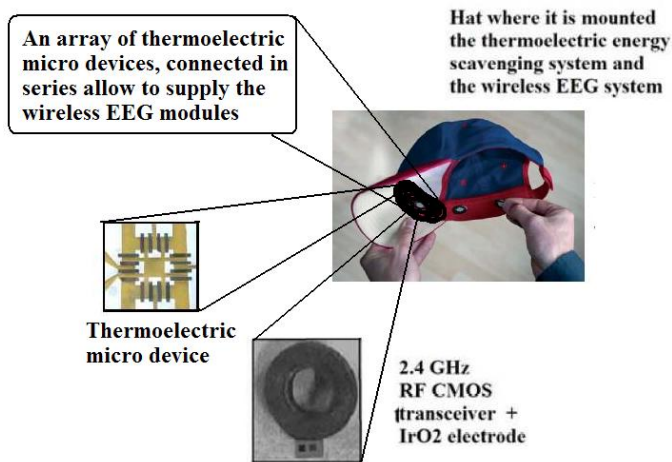 An array of thermoelectric
micro devices, connected in
series allow to supply the
wireless EEG modules
Hat where it is mounted
the thermoelectric energy
scavenging system and
the wireless EEG system
Thermoelectric
micro device
2.4 GHz
RF CMOS
transceiver +
IrO2 electrode